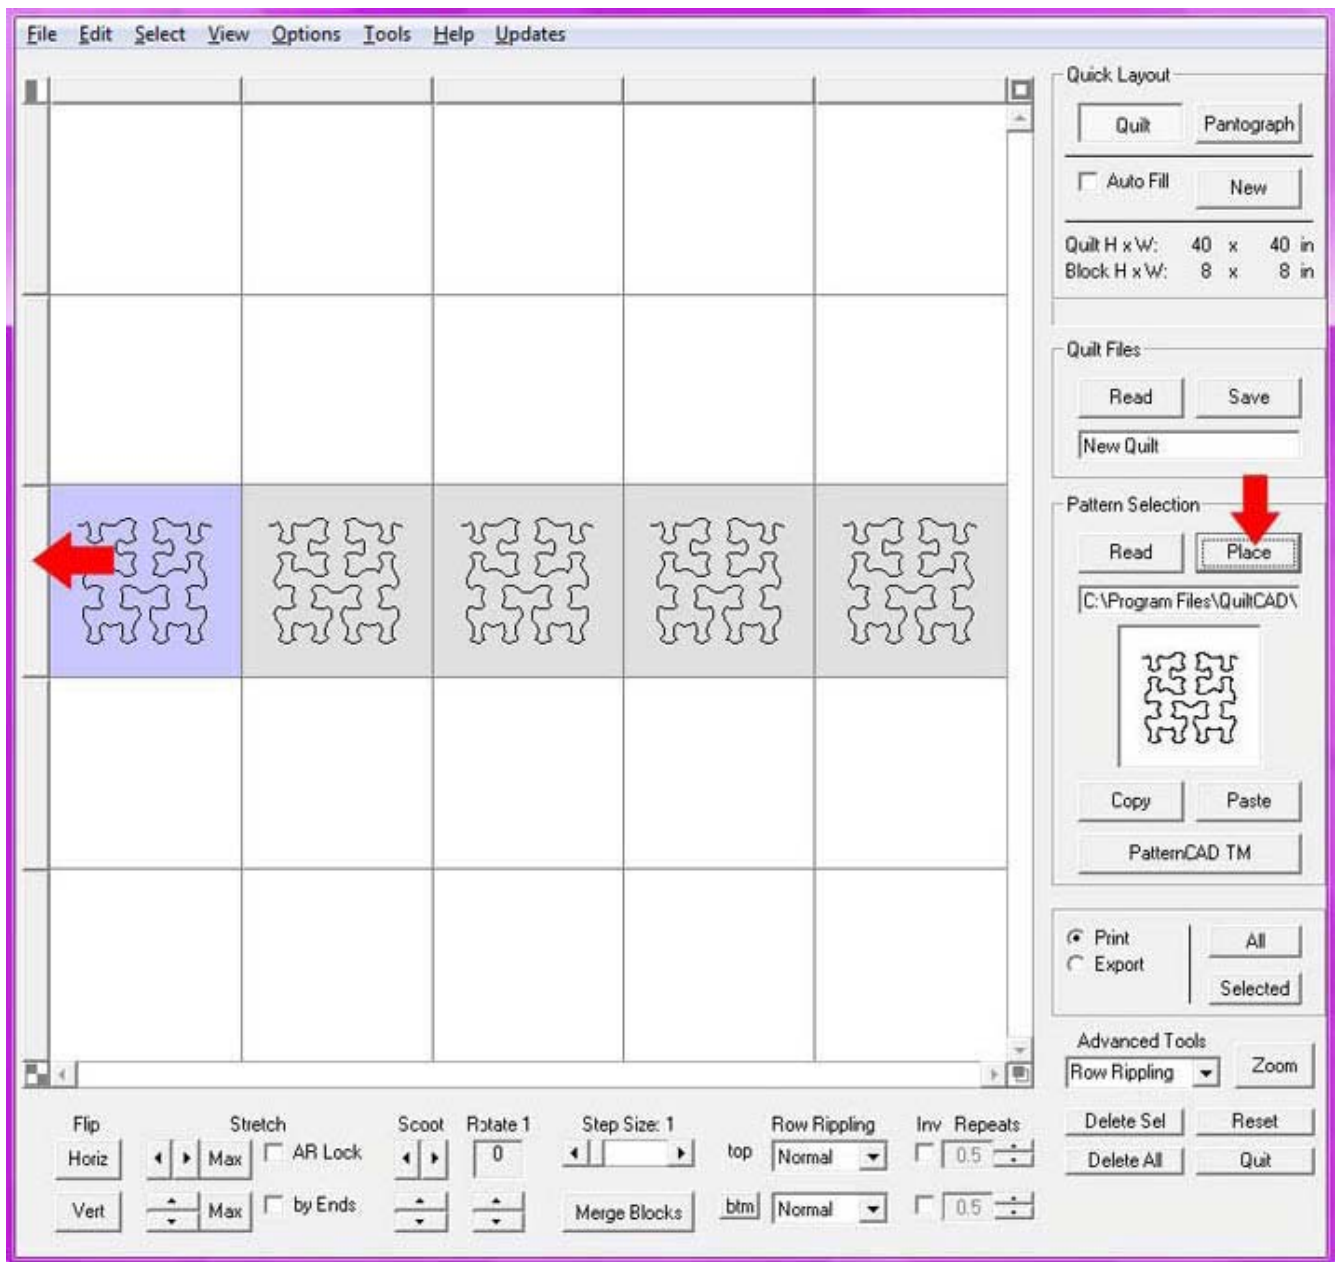 File Edit Select View Options Tools Help Updates
Quick Layout
Quilt Pantograph
Auto Fill New
Quilt H x W: 40 x 40 in
Block H x W: 8 x 8 in
Quilt Files
Read Save
New Quilt
Pattern Selection
Read Place
C:\Program Files\QuiltCAD\
Copy Paste
PatternCAD TM
Print All
Export
Selected
Advanced Tools
Row Rippling Zoom
Delete Sel Reset
Delete All Quit
Flip Stretch Scoot Rotate 1 Step Size: 1 Row Rippling Inv Repeats
Horiz Max AR Lock 0 top Normal 0.5
Vert Max by Ends Merge Blocks btm Normal 0.5